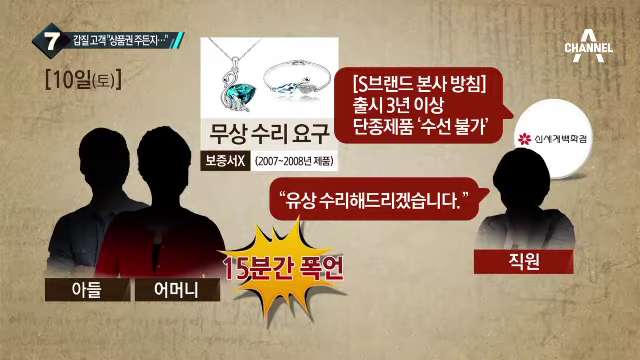 7 갑질 고객 "상품권 주든지…"
CHANNEL A
[10일(토)]
무상 수리 요구
보증서X (2007~2008년 제품)
[S브랜드 본사 방침]
출시 3년 이상
단종제품 '수선 불가'
신세계백화점
"유상 수리해드리겠습니다."
15분간 폭언
아들
어머니
직원